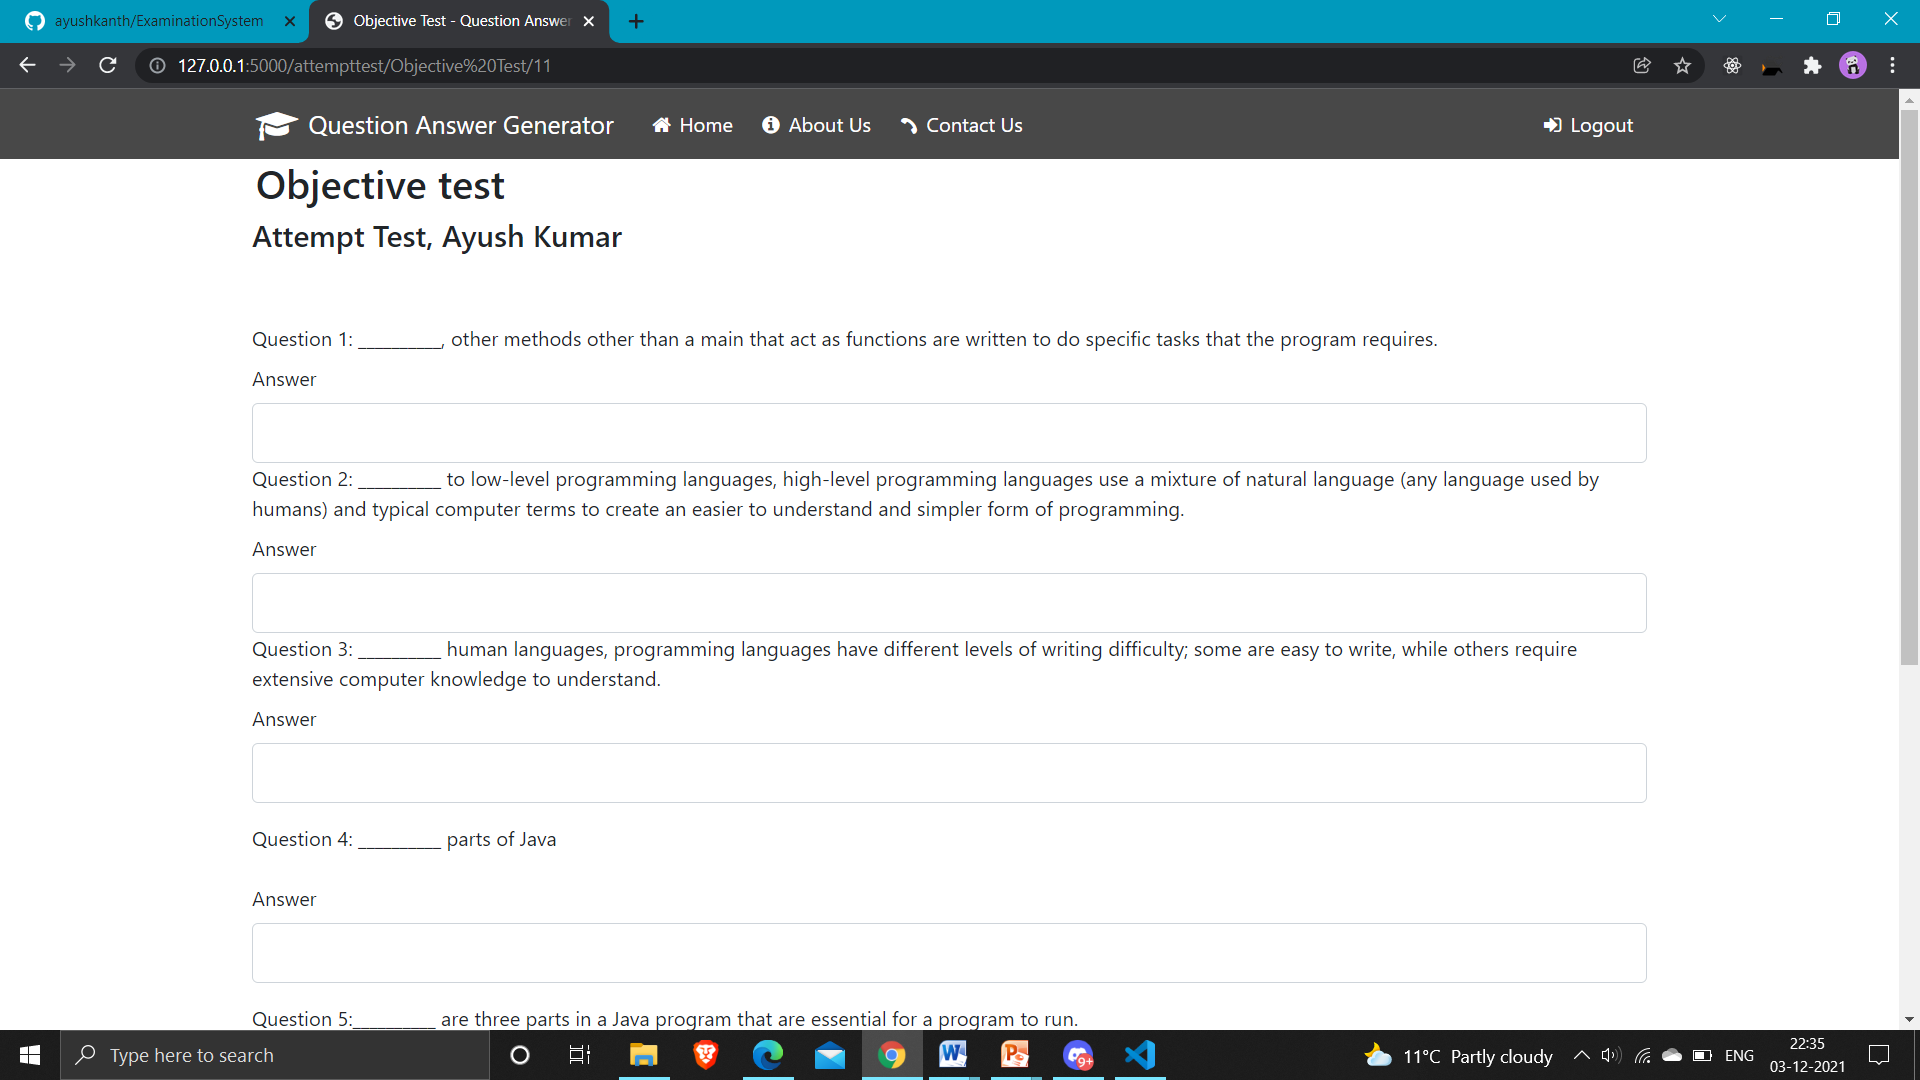 ayushkanth/ExaminationSystem
Objective Test - Question Answer
127.0.0.1:5000/attempttest/Objective%20Test/11
Question Answer Generator Home About Us Contact Us Logout
Objective test
Attempt Test, Ayush Kumar
Question 1: __________, other methods other than a main that act as functions are written to do specific tasks that the program requires.
Answer
Question 2: __________ to low-level programming languages, high-level programming languages use a mixture of natural language (any language used by
humans) and typical computer terms to create an easier to understand and simpler form of programming.
Answer
Question 3: __________ human languages, programming languages have different levels of writing difficulty; some are easy to write, while others require
extensive computer knowledge to understand.
Answer
Question 4: __________ parts of Java
Answer
Question 5:__________ are three parts in a Java program that are essential for a program to run.
Type here to search
9+
11°C Partly cloudy
ENG
22:35
03-12-2021